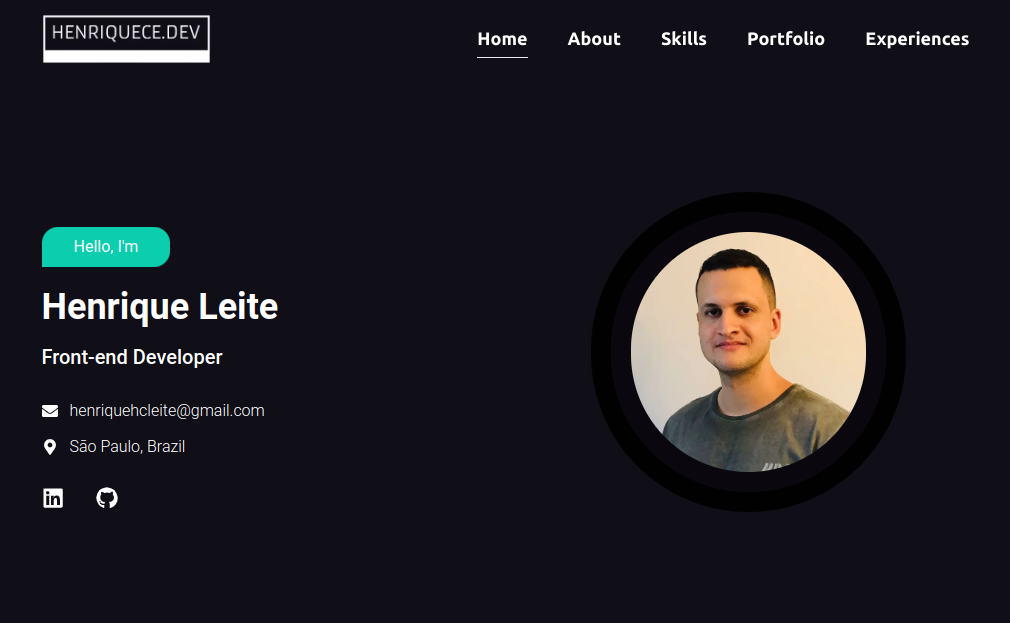 HENRIQUECE.DEV
Home About Skills Portfolio Experiences
Hello, I'm
Henrique Leite
Front-end Developer
henriquehcleite@gmail.com
São Paulo, Brazil
in